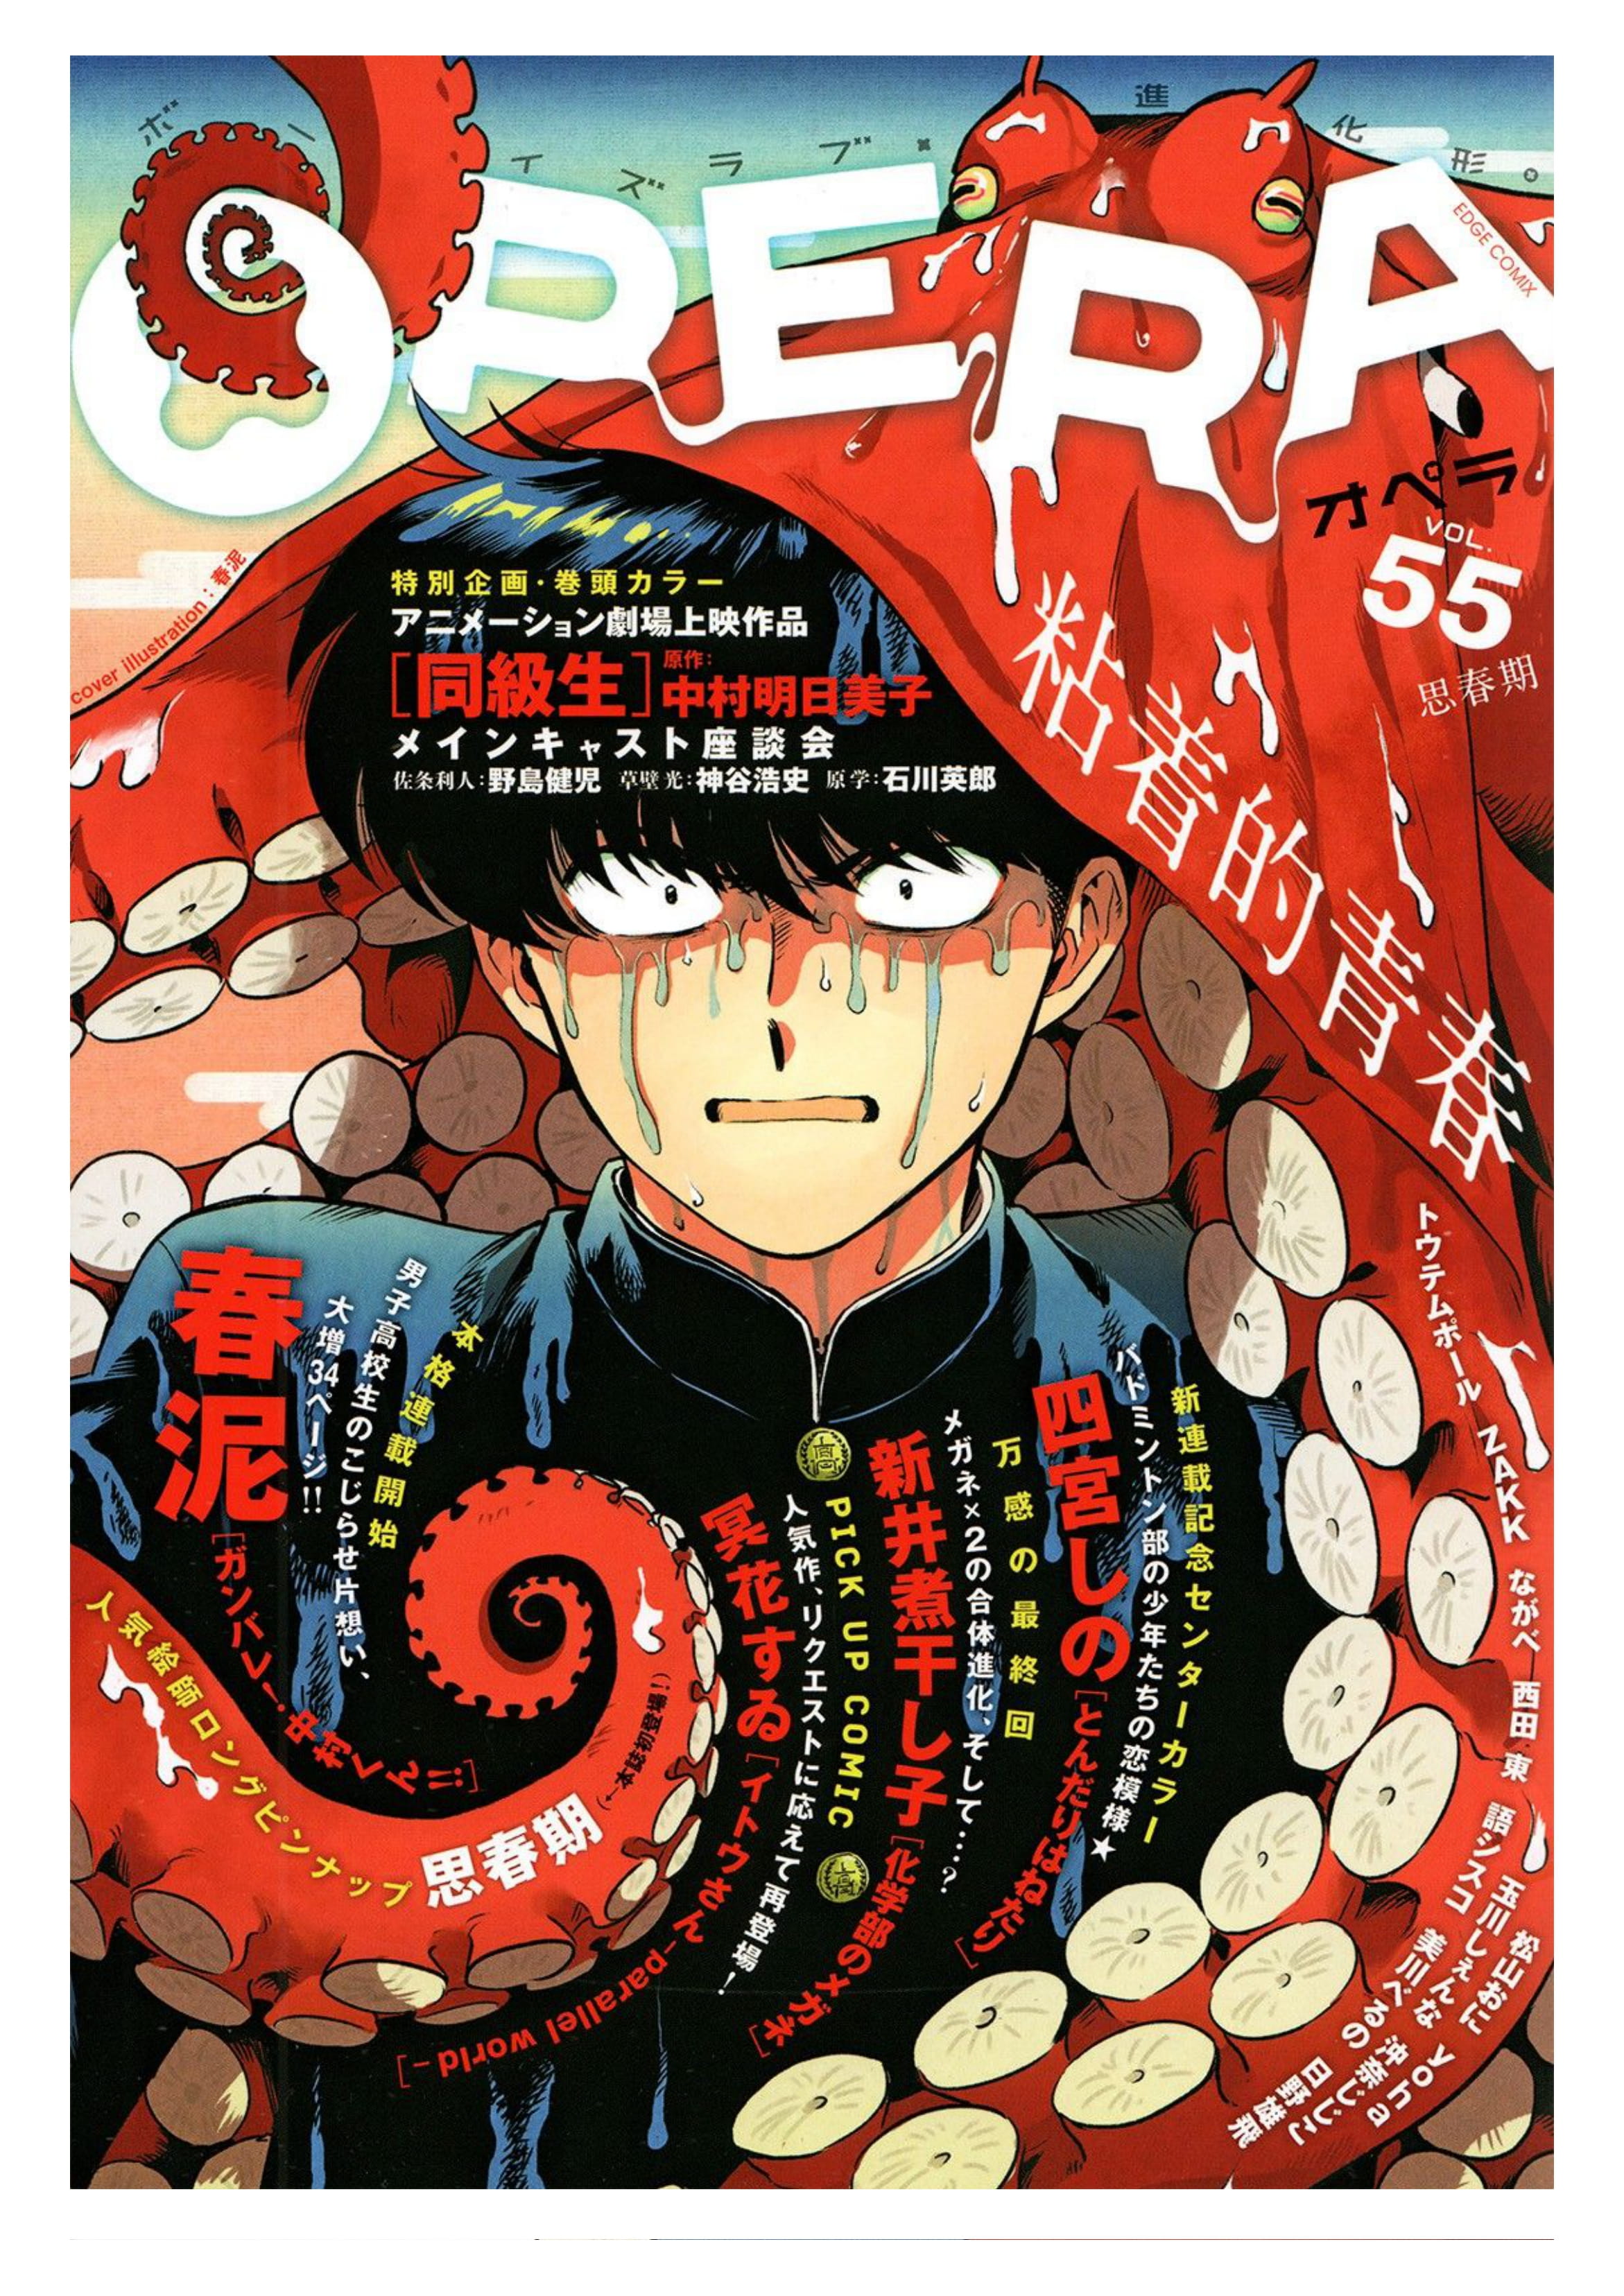 ボーイズラブ・進化形。
OPERA
EDGE COMIX
オペラ
VOL.
55
思春期
cover illustration：春泥
粘着的青春
特別企画・巻頭カラー
アニメーション劇場上映作品
［同級生］原作：中村明日美子
メインキャスト座談会
佐条利人：野島健児 草壁光：神谷浩史 原学：石川英郎
新連載記念センターカラー
バドミントン部の少年たちの恋模様★
四宮しの［とんだりはねたり］
万感の最終回
メガネ×2の合体進化、そして…？
新井煮干し子［化学部のメガネ］
PICK UP COMIC
人気作、リクエストに応えて再登場！
冥花すゐ［イトウさん -parallel world-］
本格連載開始
男子高校生のこじらせ片想い、
大増34ページ!!
春泥
［ガンバレ！中村くん!!］
人気絵師ロングピンナップ 思春期
（←本誌初登場！）
トウテムポール ZAKK ながべ 西田東
語シスコ 美川べるの 日野雄飛
玉川しぇんな 沖条じじこ
松山おに yoha